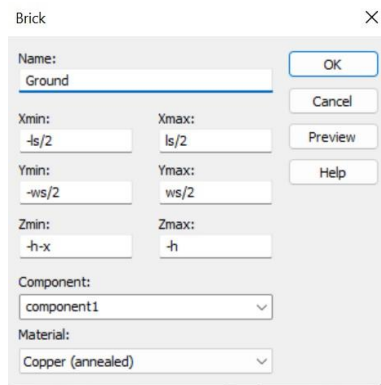 Brick
Name:
Ground
OK
Cancel
Xmin: Xmax:
-ls/2 ls/2
Preview
Ymin: Ymax:
Help
-ws/2 ws/2
Zmin: Zmax:
-h-x -h
Component:
component1
Material:
Copper (annealed)